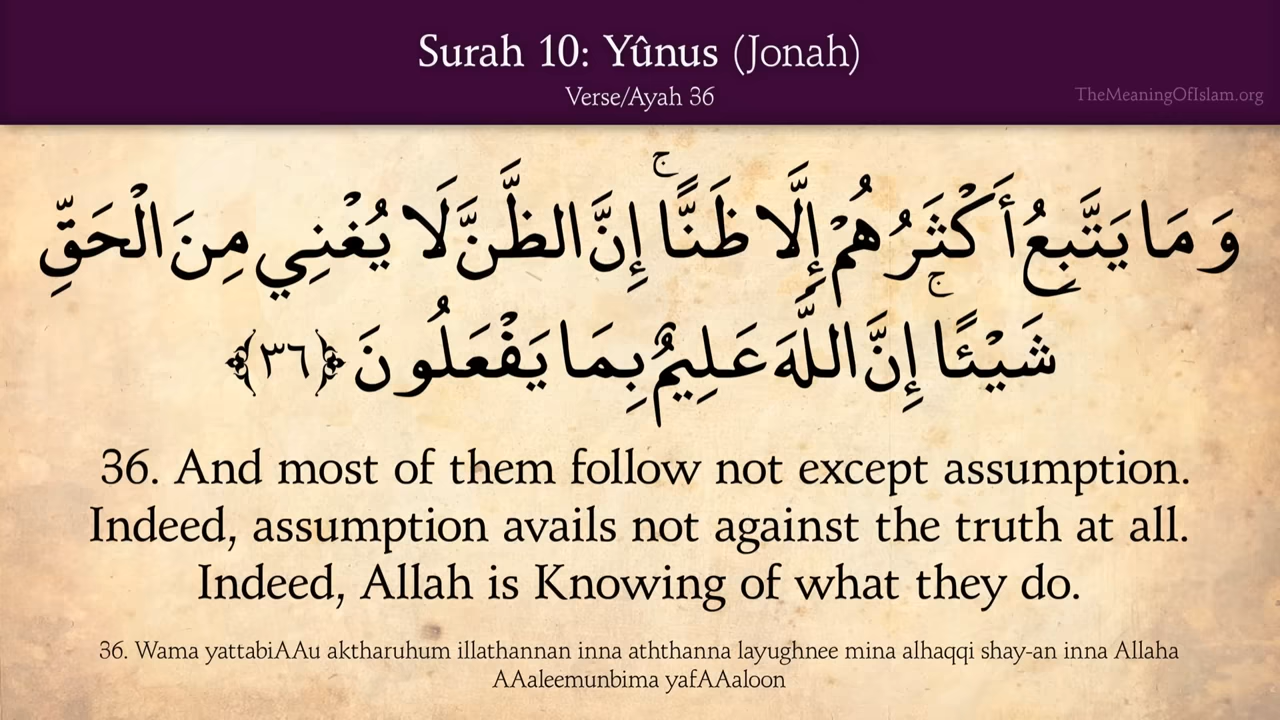 Surah 10: Yûnus (Jonah)
Verse/Ayah 36
TheMeaningOfIslam.org
وَمَا يَتَّبِعُ أَكْثَرُهُمْ إِلَّا ظَنًّا ۚ إِنَّ الظَّنَّ لَا يُغْنِي مِنَ الْحَقِّ
شَيْئًا ۚ إِنَّ اللَّهَ عَلِيمٌ بِمَا يَفْعَلُونَ ﴿٣٦﴾
36. And most of them follow not except assumption.
Indeed, assumption avails not against the truth at all.
Indeed, Allah is Knowing of what they do.
36. Wama yattabiAAu aktharuhum illathannan inna aththanna layughnee mina alhaqqi shay-an inna Allaha
AAaleemunbima yafAAaloon